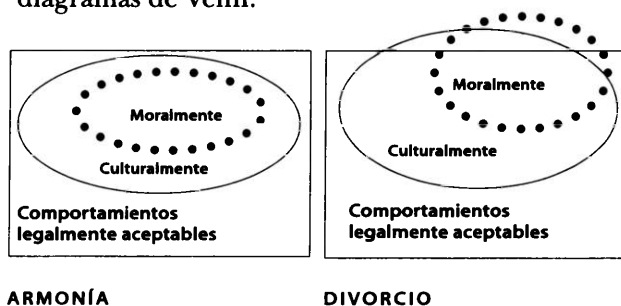 diagramas de Venn.
Moralmente
Culturalmente
Comportamientos
legalmente aceptables
ARMONÍA
Moralmente
Culturalmente
Comportamientos
legalmente aceptables
DIVORCIO